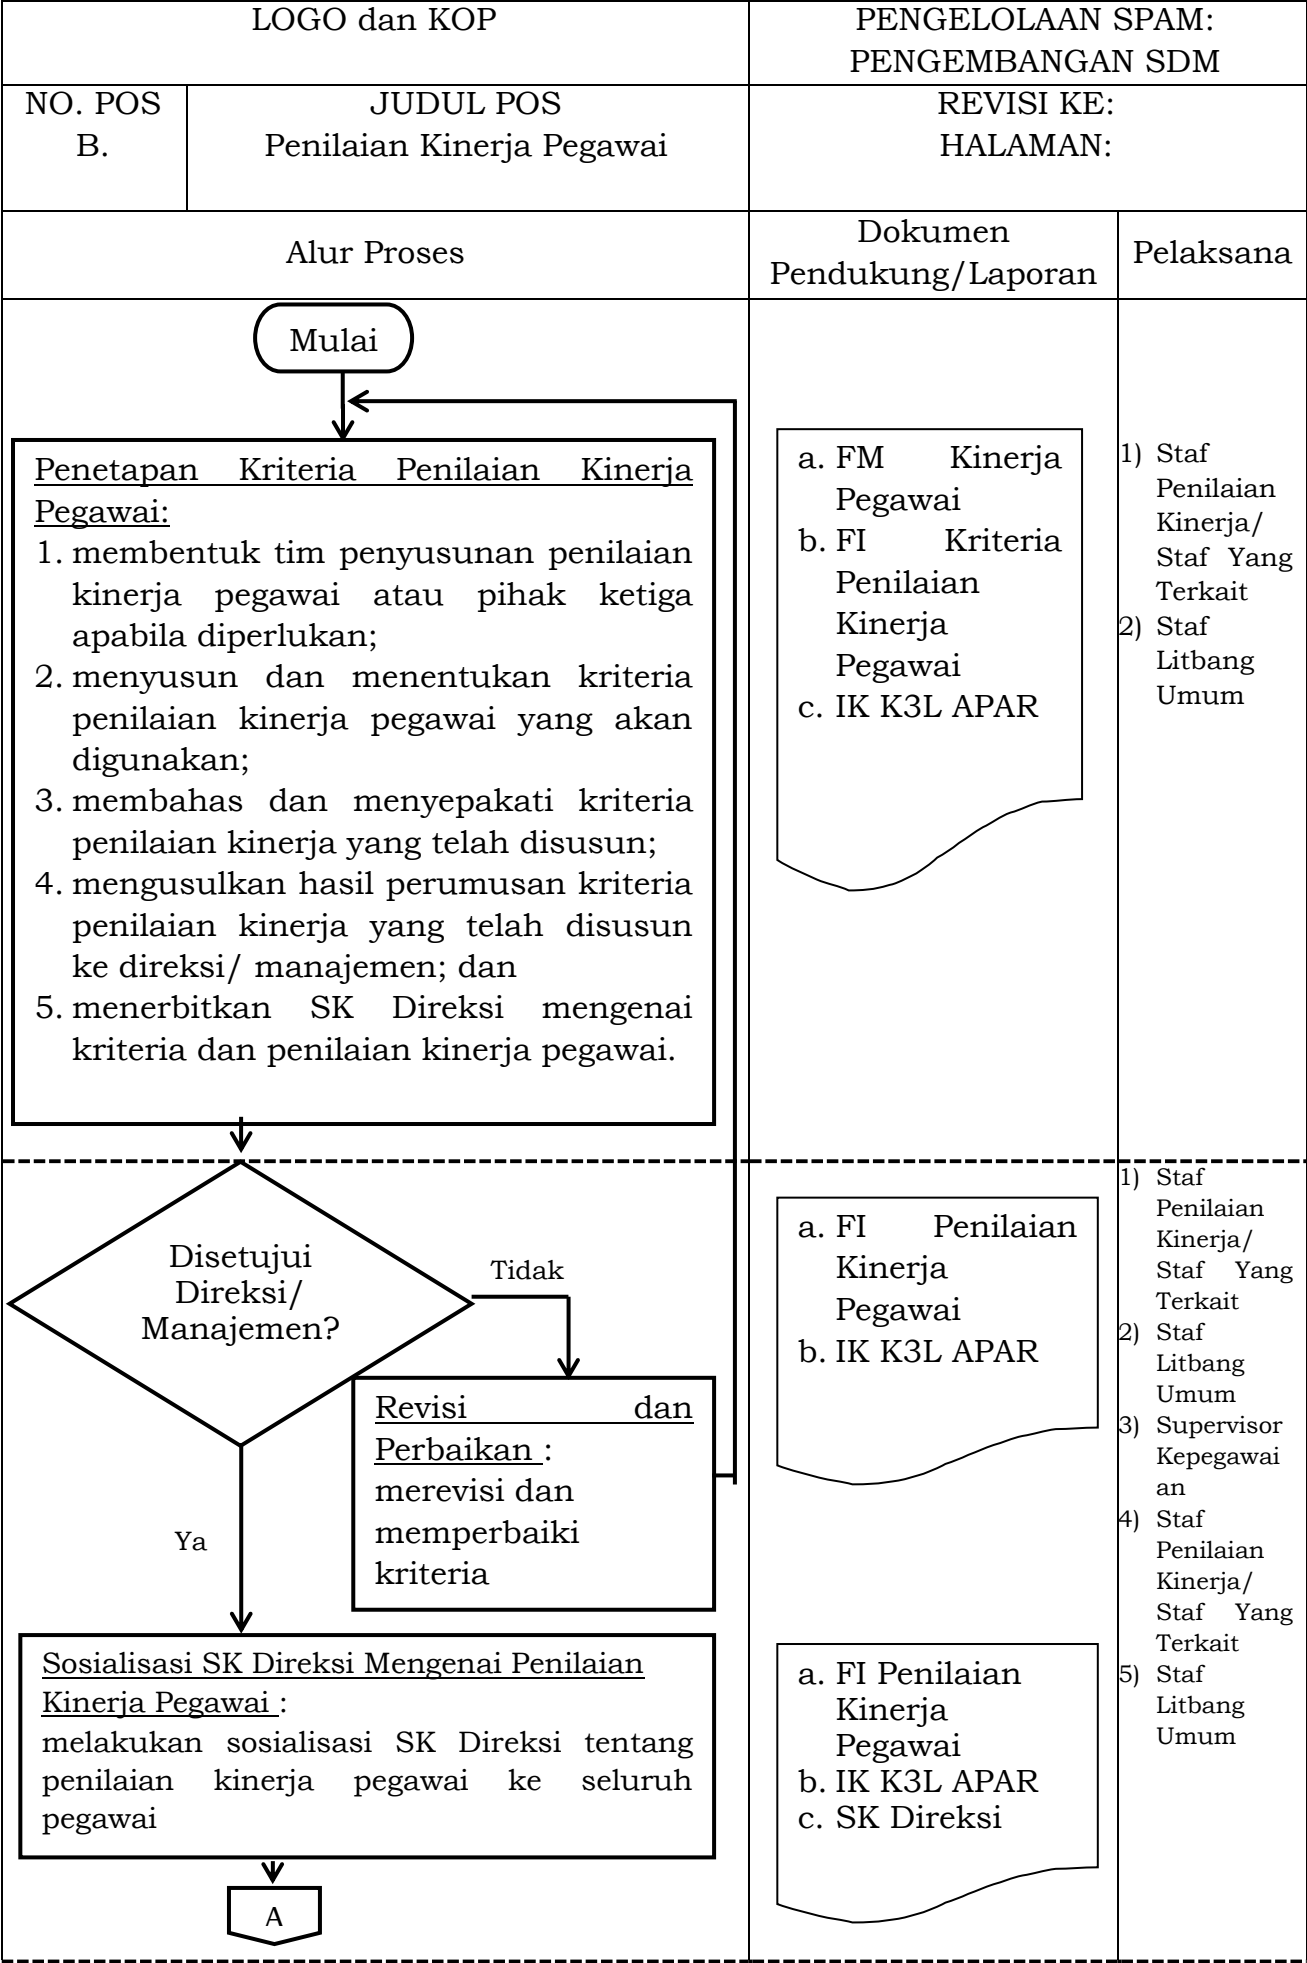 LOGO dan KOP
PENGELOLAAN SPAM:
PENGEMBANGAN SDM
NO. POS
B.
JUDUL POS
Penilaian Kinerja Pegawai
REVISI KE:
HALAMAN:
Alur Proses
Dokumen
Pendukung/Laporan
Pelaksana
Mulai
Penetapan Kriteria Penilaian Kinerja
Pegawai:
1. membentuk tim penyusunan penilaian
kinerja pegawai atau pihak ketiga
apabila diperlukan;
2. menyusun dan menentukan kriteria
penilaian kinerja pegawai yang akan
digunakan;
3. membahas dan menyepakati kriteria
penilaian kinerja yang telah disusun;
4. mengusulkan hasil perumusan kriteria
penilaian kinerja yang telah disusun
ke direksi/ manajemen; dan
5. menerbitkan SK Direksi mengenai
kriteria dan penilaian kinerja pegawai.
a. FM Kinerja
Pegawai
b. FI Kriteria
Penilaian
Kinerja
Pegawai
c. IK K3L APAR
1) Staf
Penilaian
Kinerja/
Staf Yang
Terkait
2) Staf
Litbang
Umum
Disetujui
Direksi/
Manajemen?
Tidak
Revisi dan
Perbaikan :
merevisi dan
memperbaiki
kriteria
Ya
Sosialisasi SK Direksi Mengenai Penilaian
Kinerja Pegawai :
melakukan sosialisasi SK Direksi tentang
penilaian kinerja pegawai ke seluruh
pegawai
A
a. FI Penilaian
Kinerja
Pegawai
b. IK K3L APAR
a. FI Penilaian
Kinerja
Pegawai
b. IK K3L APAR
c. SK Direksi
1) Staf
Penilaian
Kinerja/
Staf Yang
Terkait
2) Staf
Litbang
Umum
3) Supervisor
Kepegawai
an
4) Staf
Penilaian
Kinerja/
Staf Yang
Terkait
5) Staf
Litbang
Umum